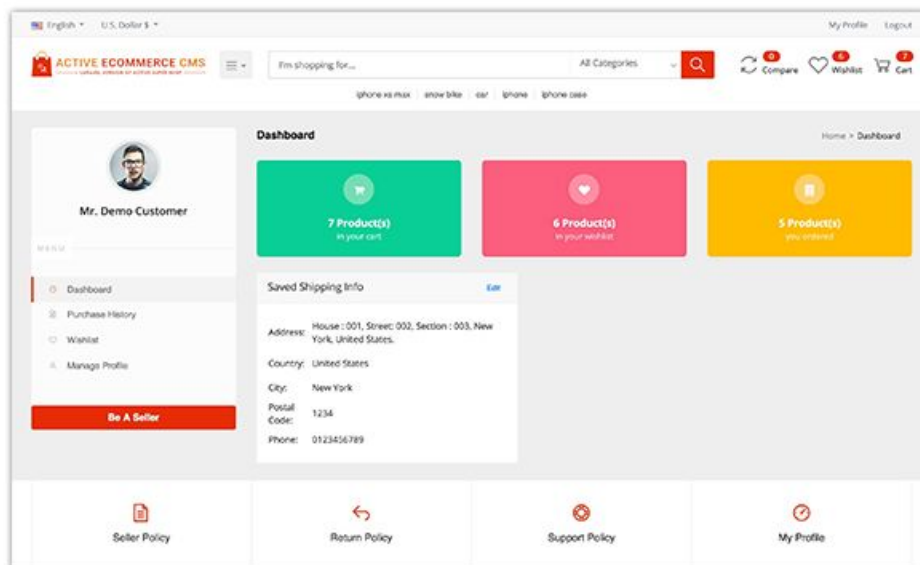 English
U.S. Dollar $
My Profile
Logout
ACTIVE ECOMMERCE CMS
I'm shopping for...
All Categories
0
Compare
6
Wishlist
7
Cart
iphone xs max
snow bike
car
iphone
iphone case
Mr. Demo Customer
MENU
Dashboard
Purchase History
Wishlist
Manage Profile
Be A Seller
Dashboard
Home > Dashboard
7 Product(s)
in your cart
6 Product(s)
in your wishlist
5 Product(s)
you ordered
Saved Shipping Info
Edit
Address: House : 001, Street: 002, Section : 003, New
York, United States.
Country: United States
City: New York
Postal
Code: 1234
Phone: 0123456789
Seller Policy
Return Policy
Support Policy
My Profile